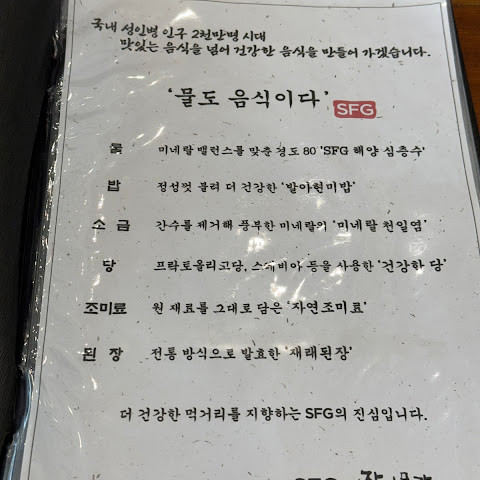 국내 성인병 인구 2천만명 시대
맛있는 음식을 넘어 건강한 음식을 만들어 가겠습니다.
'물도 음식이다' SFG
물 미네랄 밸런스를 맞춘 경도 80 'SFG 해양 심층수'
밥 정성껏 불려 더 건강한 '발아현미밥'
소금 간수를 제거해 풍부한 미네랄의 '미네랄 천일염'
당 프락토올리고당, 스테비아 등을 사용한 '건강한 당'
조미료 원 재료를 그대로 담은 '자연조미료'
된장 전통 방식으로 발효한 '재래된장'
더 건강한 먹거리를 지향하는 SFG의 진심입니다.
SFG